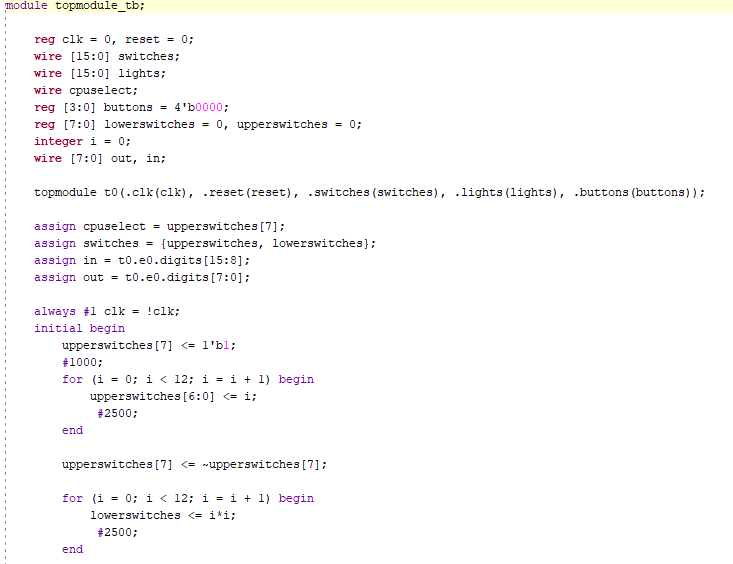 module topmodule_tb;
reg clk = 0, reset = 0;
wire [15:0] switches;
wire [15:0] lights;
wire cpuselect;
reg [3:0] buttons = 4'b0000;
reg [7:0] lowerswitches = 0, upperswitches = 0;
integer i = 0;
wire [7:0] out, in;
topmodule t0(.clk(clk), .reset(reset), .switches(switches), .lights(lights), .buttons(buttons));
assign cpuselect = upperswitches[7];
assign switches = {upperswitches, lowerswitches};
assign in = t0.e0.digits[15:8];
assign out = t0.e0.digits[7:0];
always #1 clk = !clk;
initial begin
upperswitches[7] <= 1'b1;
#1000;
for (i = 0; i < 12; i = i + 1) begin
upperswitches[6:0] <= i;
#2500;
end
upperswitches[7] <= ~upperswitches[7];
for (i = 0; i < 12; i = i + 1) begin
lowerswitches <= i*i;
#2500;
end